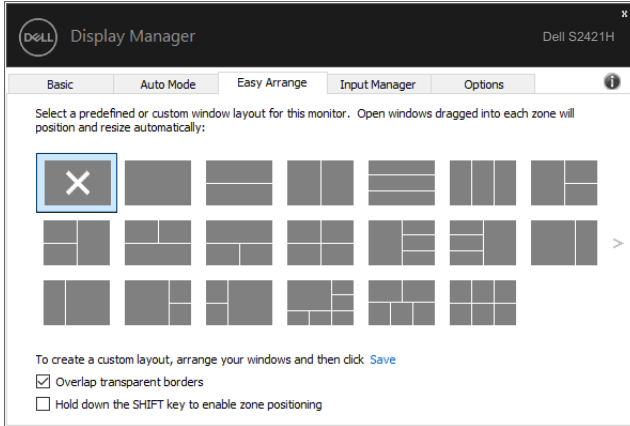 x
DELL Display Manager Dell S2421H
Basic Auto Mode Easy Arrange Input Manager Options i
Select a predefined or custom window layout for this monitor. Open windows dragged into each zone will
position and resize automatically:
>
To create a custom layout, arrange your windows and then click Save
Overlap transparent borders
Hold down the SHIFT key to enable zone positioning